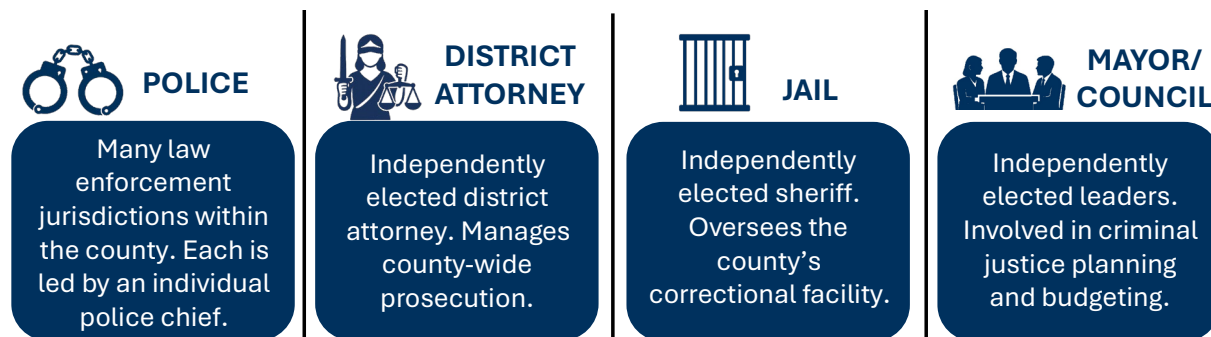 POLICE
Many law
enforcement
jurisdictions within
the county. Each is
led by an individual
police chief.
DISTRICT
ATTORNEY
Independently
elected district
attorney. Manages
county-wide
prosecution.
JAIL
Independently
elected sheriff.
Oversees the
county’s
correctional facility.
MAYOR/
COUNCIL
Independently
elected leaders.
Involved in criminal
justice planning
and budgeting.